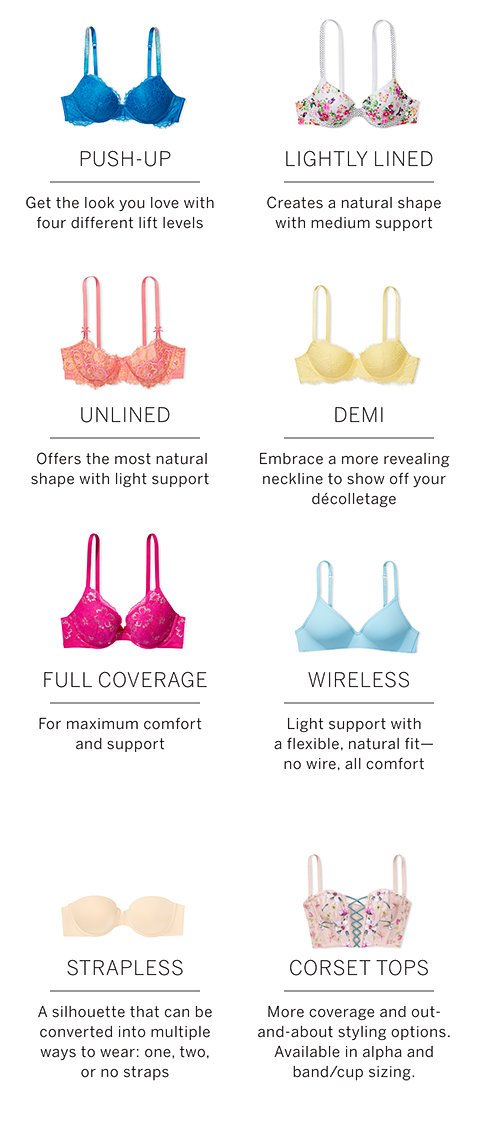 PUSH-UP
Get the look you love with
four different lift levels
LIGHTLY LINED
Creates a natural shape
with medium support
UNLINED
Offers the most natural
shape with light support
DEMI
Embrace a more revealing
neckline to show off your
décolletage
FULL COVERAGE
For maximum comfort
and support
WIRELESS
Light support with
a flexible, natural fit—
no wire, all comfort
STRAPLESS
A silhouette that can be
converted into multiple
ways to wear: one, two,
or no straps
CORSET TOPS
More coverage and out-
and-about styling options.
Available in alpha and
band/cup sizing.